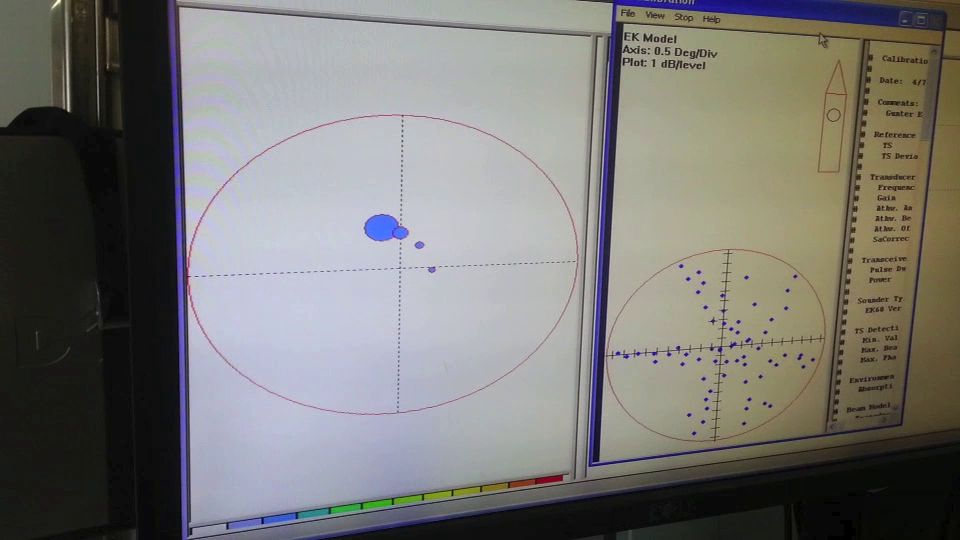 File View Stop Help
EK Model
Axis: 0.5 Deg/Div
Plot: 1 dB/level
Calibratio
Date: 4/7
Comments:
Gunter E
Reference
TS
TS Devia
Transducer
Frequenc
Gain
Athw. An
Athw. Be
Athw. Of
SaCorrec
Transceive
Pulse Du
Power
Sounder Ty
EK60 Ver
TS Detecti
Min. Val
Max. Bea
Max. Pha
Environmen
Absorpti
Beam Model